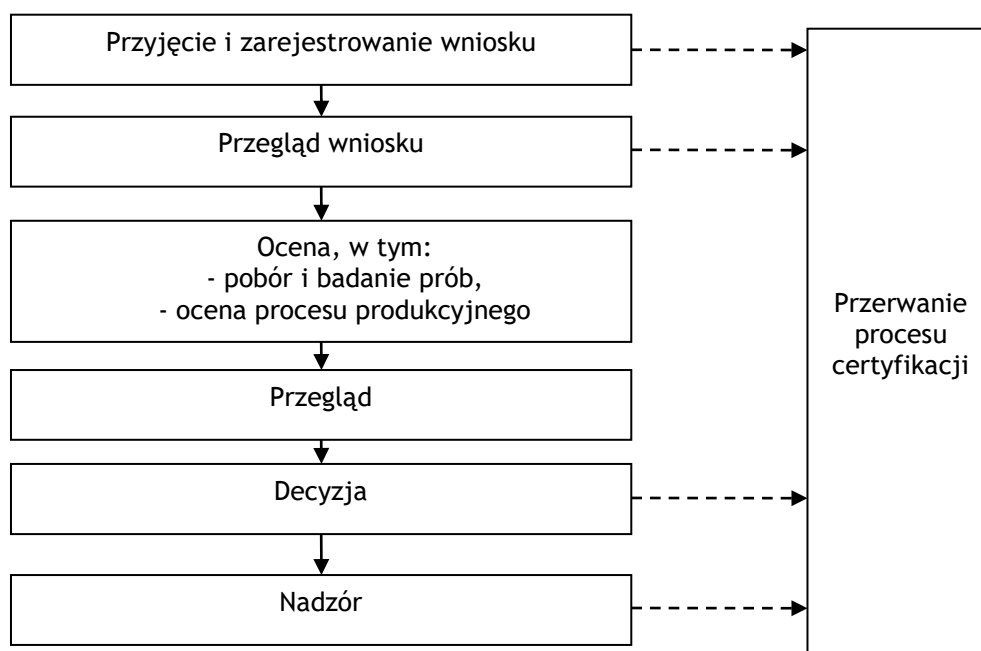 Przyjęcie i zarejestrowanie wniosku
Przegląd wniosku
Ocena, w tym:
- pobór i badanie prób,
- ocena procesu produkcyjnego
Przegląd
Decyzja
Nadzór
Przerwanie
procesu
certyfikacji